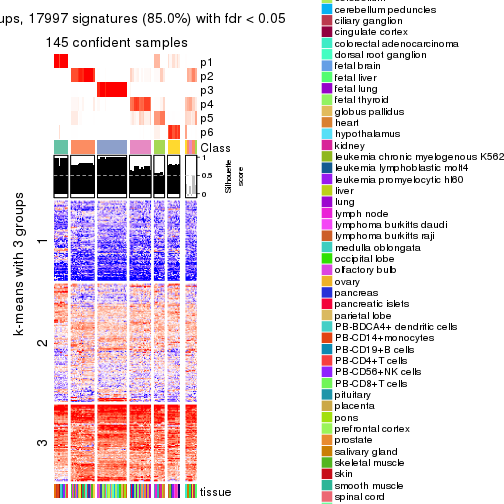 ups, 17997 signatures (85.0%) with fdr < 0.05
145 confident samples
p1
p2
p3
p4
p5
p6
Class
1
0.5
0
Silhouette
score
k-means with 3 groups
1
2
3
tissue
cerebellum peduncles
ciliary ganglion
cingulate cortex
colorectal adenocarcinoma
dorsal root ganglion
fetal brain
fetal liver
fetal lung
fetal thyroid
globus pallidus
heart
hypothalamus
kidney
leukemia chronic myelogenous K562
leukemia lymphoblastic molt4
leukemia promyelocytic hl60
liver
lung
lymph node
lymphoma burkitts daudi
lymphoma burkitts raji
medulla oblongata
occipital lobe
olfactory bulb
ovary
pancreas
pancreatic islets
parietal lobe
PB-BDCA4+ dendritic cells
PB-CD14+ monocytes
PB-CD19+ B cells
PB-CD4+ T cells
PB-CD56+ NK cells
PB-CD8+ T cells
pituitary
placenta
pons
prefrontal cortex
prostate
salivary gland
skeletal muscle
skin
smooth muscle
spinal cord